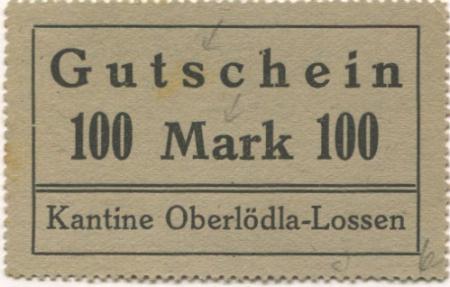 Gutschein
100 Mark 100
Kantine Oberlödla-Lossen